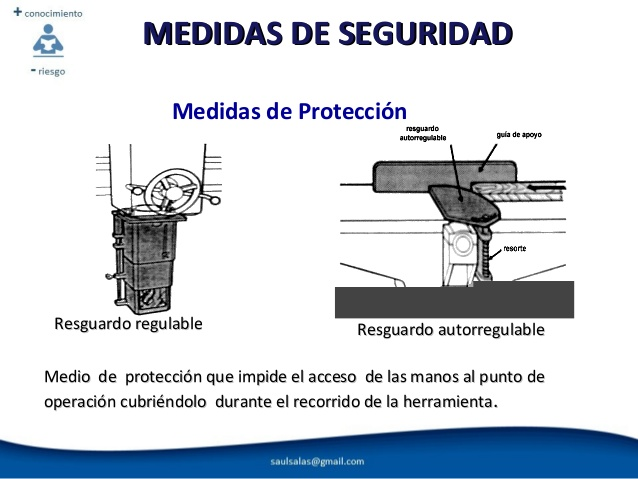 + conocimiento
- riesgo
MEDIDAS DE SEGURIDAD
Medidas de Protección
resguardo
autorregulable
guía de apoyo
resorte
Resguardo regulable
Resguardo autorregulable
Medio de protección que impide el acceso de las manos al punto de
operación cubriéndolo durante el recorrido de la herramienta.
saulsalas@gmail.com